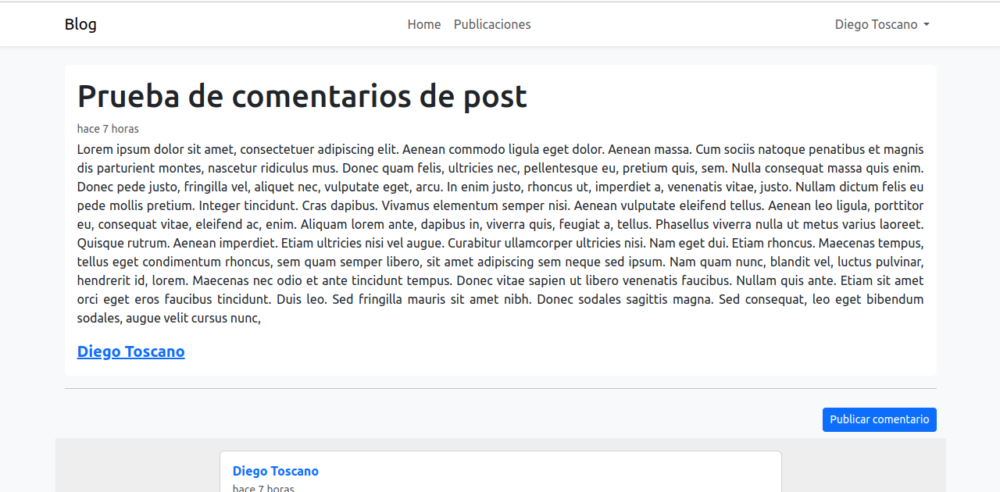 Blog
Home
Publicaciones
Diego Toscano
Prueba de comentarios de post
hace 7 horas
Lorem ipsum dolor sit amet, consectetuer adipiscing elit. Aenean commodo ligula eget dolor. Aenean massa. Cum sociis natoque penatibus et magnis
dis parturient montes, nascetur ridiculus mus. Donec quam felis, ultricies nec, pellentesque eu, pretium quis, sem. Nulla consequat massa quis enim.
Donec pede justo, fringilla vel, aliquet nec, vulputate eget, arcu. In enim justo, rhoncus ut, imperdiet a, venenatis vitae, justo. Nullam dictum felis eu
pede mollis pretium. Integer tincidunt. Cras dapibus. Vivamus elementum semper nisi. Aenean vulputate eleifend tellus. Aenean leo ligula, porttitor
eu, consequat vitae, eleifend ac, enim. Aliquam lorem ante, dapibus in, viverra quis, feugiat a, tellus. Phasellus viverra nulla ut metus varius laoreet.
Quisque rutrum. Aenean imperdiet. Etiam ultricies nisi vel augue. Curabitur ullamcorper ultricies nisi. Nam eget dui. Etiam rhoncus. Maecenas tempus,
tellus eget condimentum rhoncus, sem quam semper libero, sit amet adipiscing sem neque sed ipsum. Nam quam nunc, blandit vel, luctus pulvinar,
hendrerit id, lorem. Maecenas nec odio et ante tincidunt tempus. Donec vitae sapien ut libero venenatis faucibus. Nullam quis ante. Etiam sit amet
orci eget eros faucibus tincidunt. Duis leo. Sed fringilla mauris sit amet nibh. Donec sodales sagittis magna. Sed consequat, leo eget bibendum
sodales, augue velit cursus nunc,
Diego Toscano
Publicar comentario
Diego Toscano
hace 7 horas